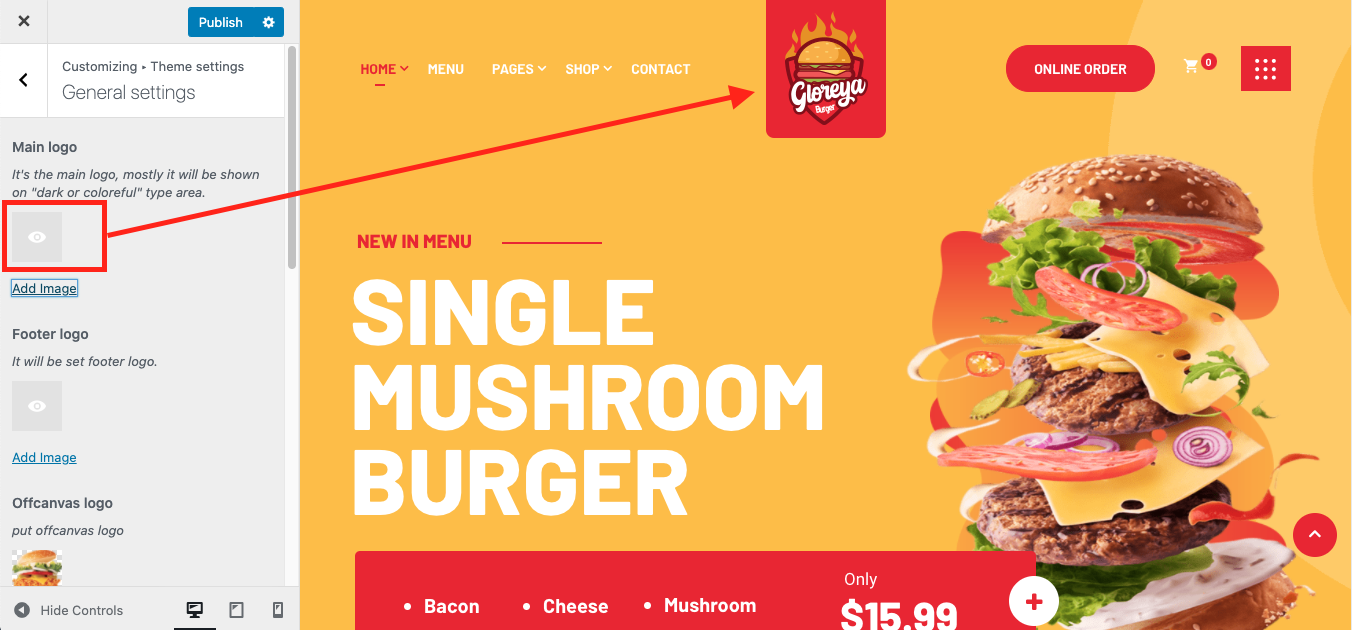 Publish
Customizing ▸ Theme settings
General settings
Main logo
It's the main logo, mostly it will be shown
on "dark or coloreful" type area.
Add Image
Footer logo
It will be set footer logo.
Add Image
Offcanvas logo
put offcanvas logo
Hide Controls
HOME MENU PAGES SHOP CONTACT
Gloreya
Burger
ONLINE ORDER
0
NEW IN MENU
SINGLE
MUSHROOM
BURGER
• Bacon • Cheese • Mushroom
Only
$15.99